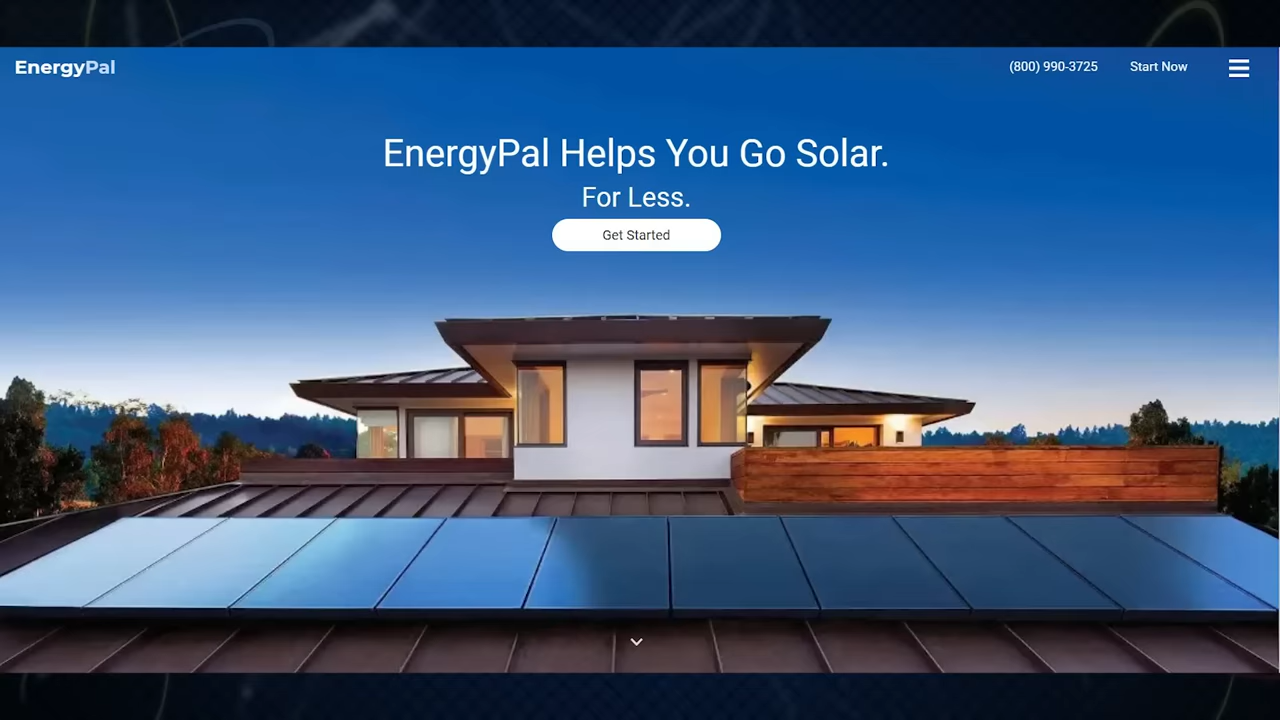 EnergyPal
(800) 990-3725
Start Now
EnergyPal Helps You Go Solar.
For Less.
Get Started